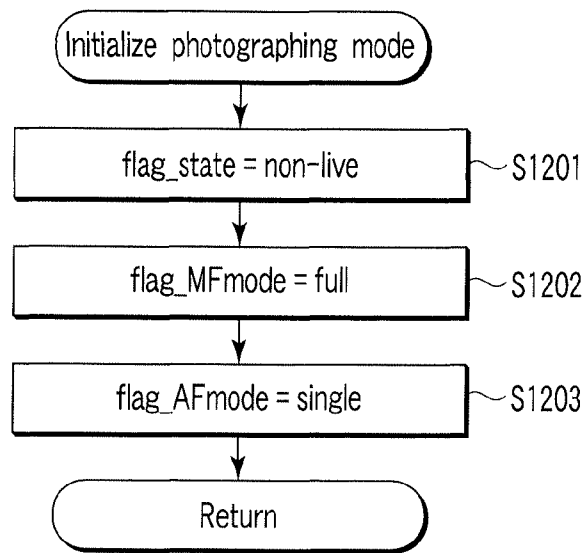 Initialize photographing mode
flag_state = non-live
S1201
flag_MFmode = full
S1202
flag_AFmode = single
S1203
Return